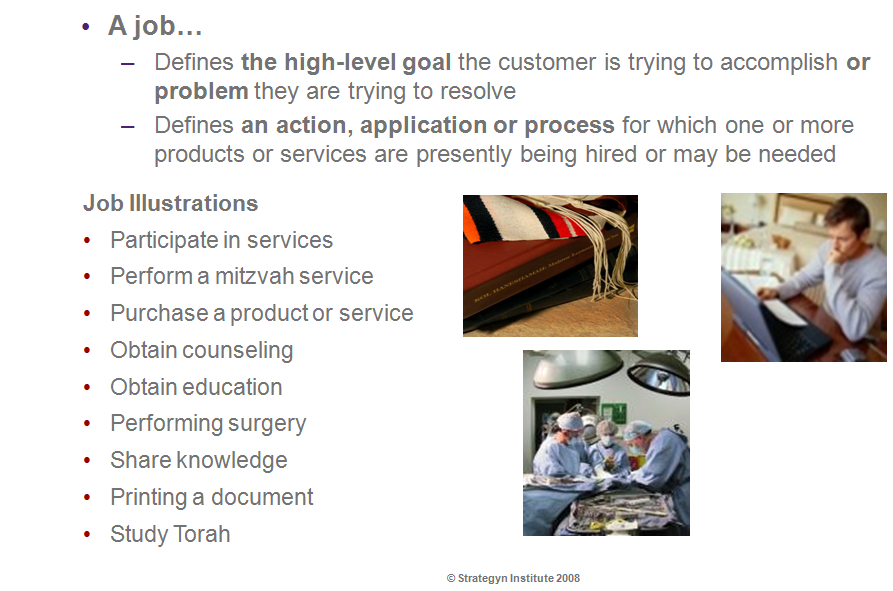 • A job…
– Defines the high-level goal the customer is trying to accomplish or
problem they are trying to resolve
– Defines an action, application or process for which one or more
products or services are presently being hired or may be needed
Job Illustrations
• Participate in services
• Perform a mitzvah service
• Purchase a product or service
• Obtain counseling
• Obtain education
• Performing surgery
• Share knowledge
• Printing a document
• Study Torah
© Strategyn Institute 2008